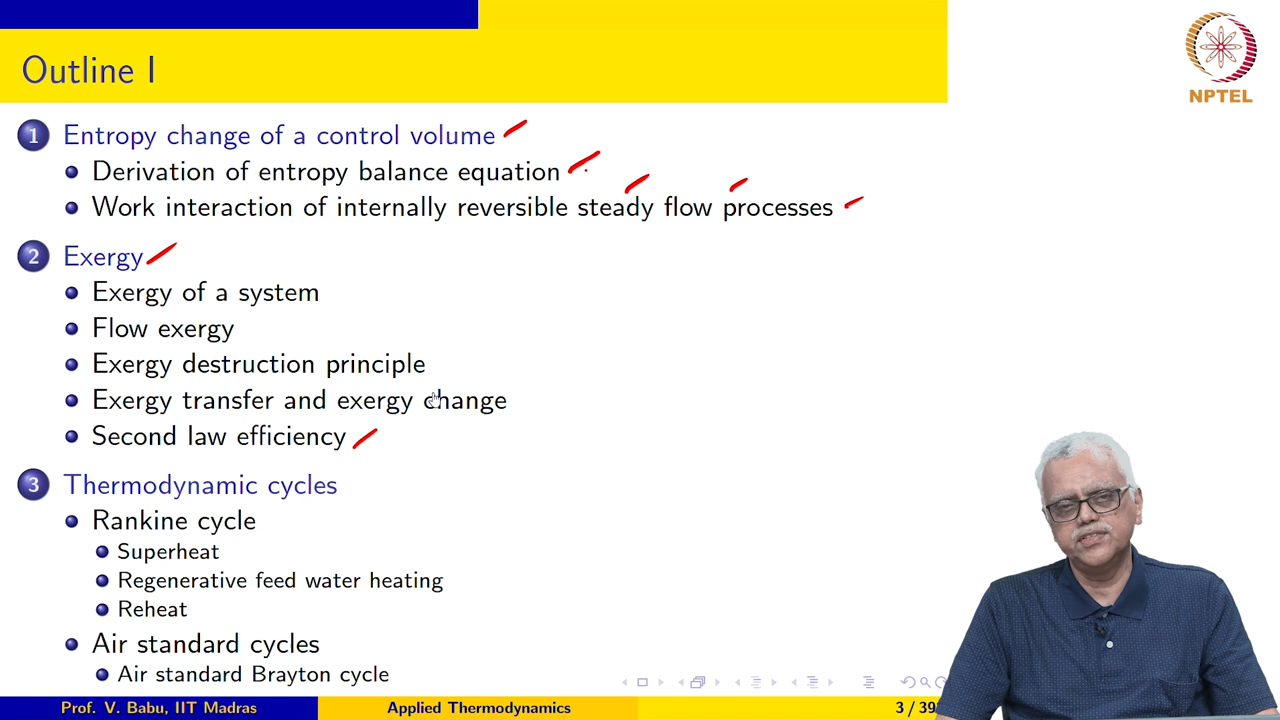 Outline I
NPTEL
1 Entropy change of a control volume
Derivation of entropy balance equation
Work interaction of internally reversible steady flow processes
2 Exergy
Exergy of a system
Flow exergy
Exergy destruction principle
Exergy transfer and exergy change
Second law efficiency
3 Thermodynamic cycles
Rankine cycle
Superheat
Regenerative feed water heating
Reheat
Air standard cycles
Air standard Brayton cycle
Prof. V. Babu, IIT Madras Applied Thermodynamics 3 / 39